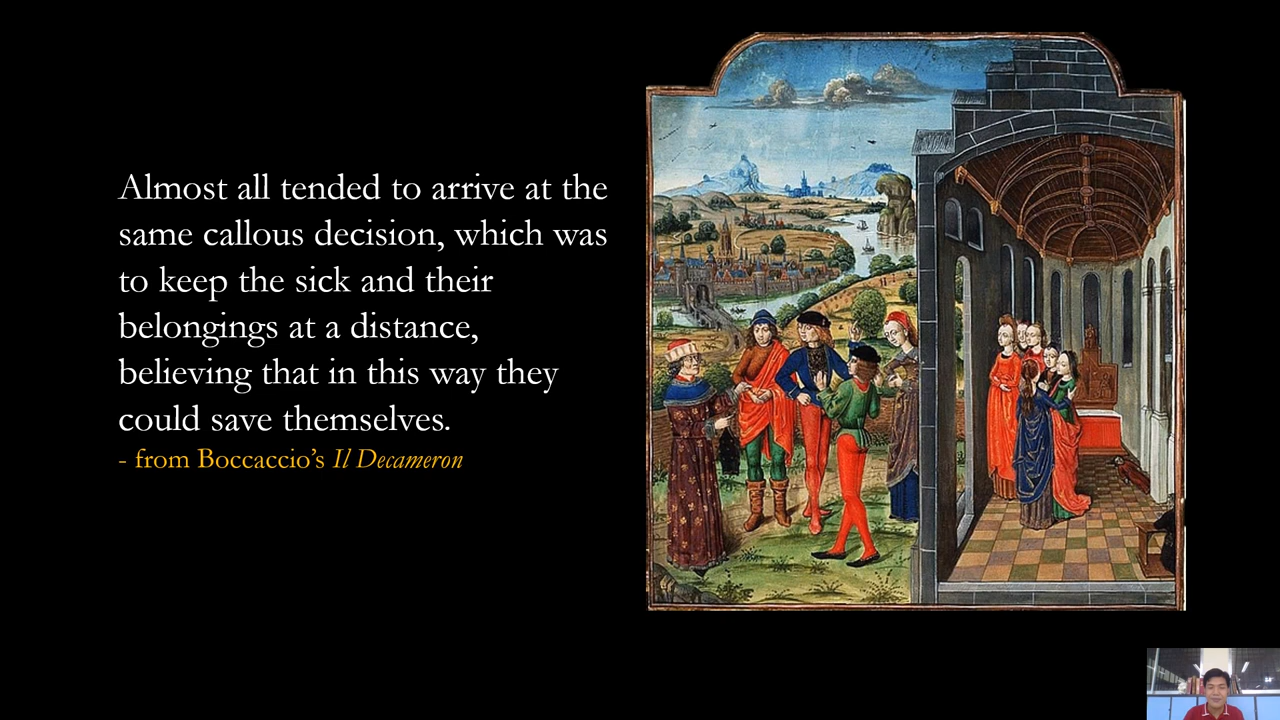 Almost all tended to arrive at the
same callous decision, which was
to keep the sick and their
belongings at a distance,
believing that in this way they
could save themselves.
- from Boccaccio’s Il Decameron